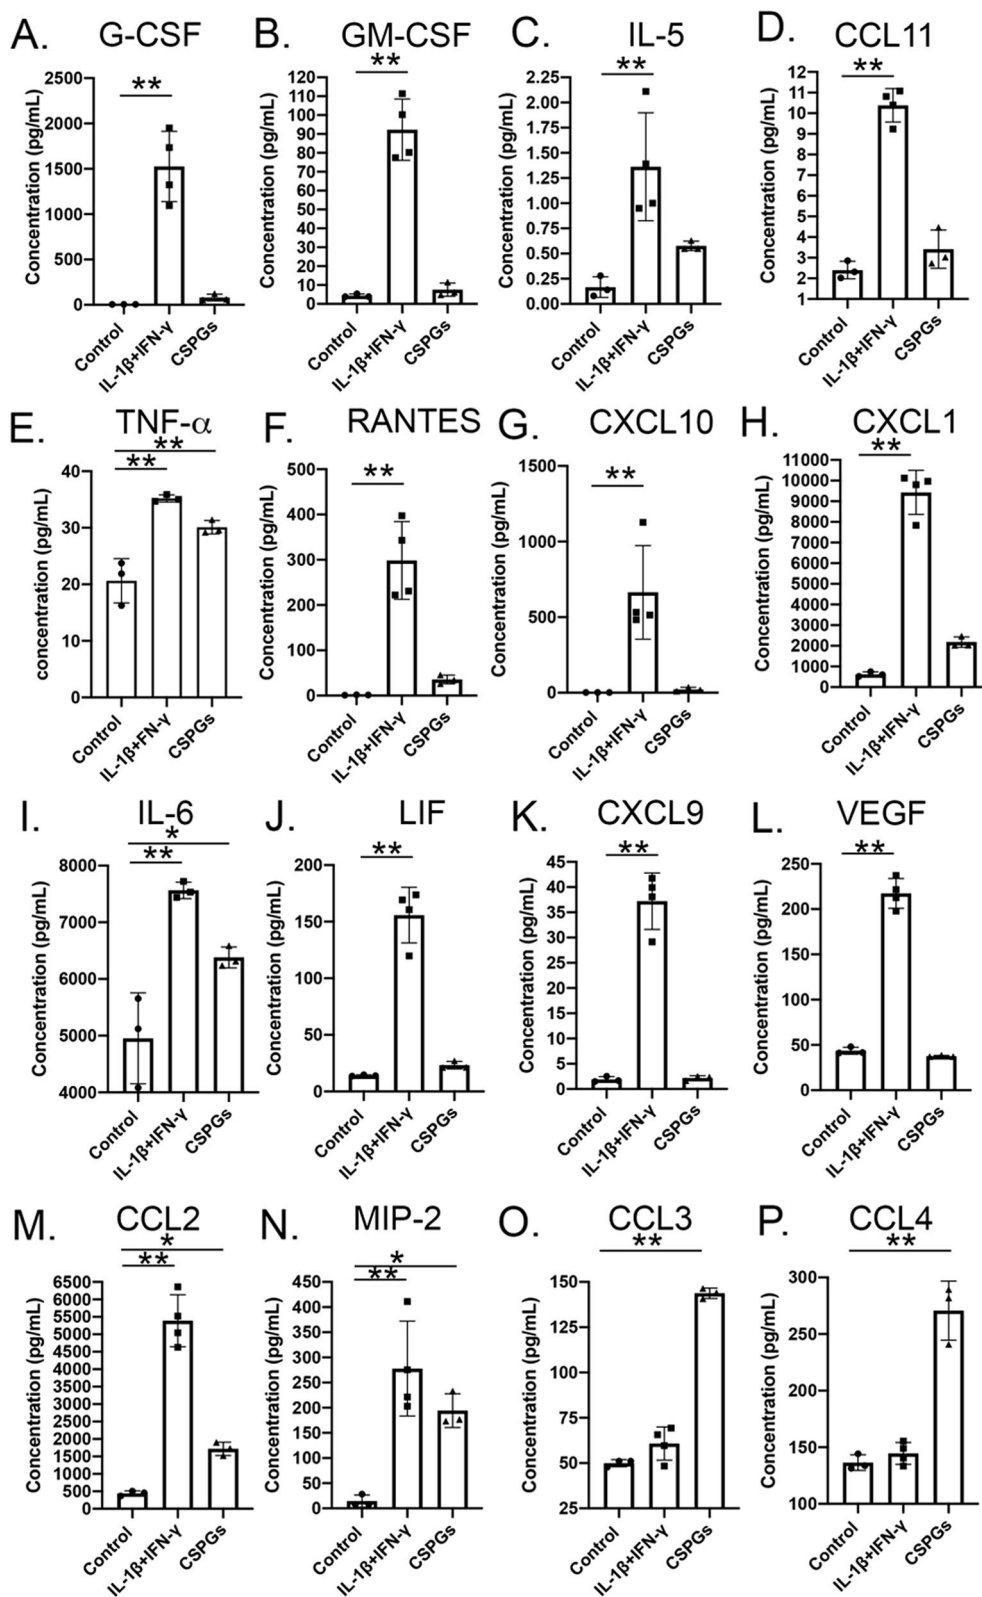 A. G-CSF
**
Concentration (pg/mL)
2500
2000
1500
1000
500
0
Control
IL-1β+IFN-γ
CSPGs
B. GM-CSF
**
Concentration (pg/mL)
120
110
100
90
80
70
60
50
40
30
20
10
0
Control
IL-1β+IFN-γ
CSPGs
C. IL-5
**
Concentration (pg/mL)
2.25
2.00
1.75
1.50
1.25
1.00
0.75
0.50
0.25
0.00
Control
IL-1β+IFN-γ
CSPGs
D. CCL11
**
Concentration (pg/mL)
12
11
10
9
8
7
6
5
4
3
2
1
Control
IL-1β+IFN-γ
CSPGs
E. TNF-α
**
**
concentration (pg/mL)
40
30
20
10
0
Control
IL-1β+FN-γ
CSPGs
F. RANTES
**
Concentration (pg/mL)
500
400
300
200
100
0
Control
IL-1β+IFN-γ
CSPGs
G. CXCL10
**
Concentration (pg/mL)
1500
1000
500
0
Control
IL-1β+IFN-γ
CSPGs
H. CXCL1
**
Concentration (pg/mL)
11000
10000
9000
8000
7000
6000
5000
4000
3000
2000
1000
0
Control
IL-1β+IFN-γ
CSPGs
I. IL-6
*
**
Concentration (pg/mL)
8000
7000
6000
5000
4000
Control
IL-1β+IFN-γ
CSPGs
J. LIF
**
Concentration (pg/mL)
200
150
100
50
0
Control
IL-1β+IFN-γ
CSPGs
K. CXCL9
**
Concentration (pg/mL)
45
40
35
30
25
20
15
10
5
0
Control
IL-1β+IFN-γ
CSPGs
L. VEGF
**
Concentration (pg/mL)
250
200
150
100
50
0
Control
IL-1β+IFN-γ
CSPGs
M. CCL2
*
**
Concentration (pg/mL)
6500
6000
5500
5000
4500
4000
3500
3000
2500
2000
1500
1000
500
0
Control
IL-1β+IFN-γ
CSPGs
N. MIP-2
*
**
Concentration (pg/mL)
450
400
350
300
250
200
150
100
50
0
Control
IL-1β+IFN-γ
CSPGs
O. CCL3
**
Concentration (pg/mL)
150
125
100
75
50
25
Control
IL-1β+IFN-γ
CSPGs
P. CCL4
**
Concentration (pg/mL)
300
250
200
150
100
Control
IL-1β+IFN-γ
CSPGs